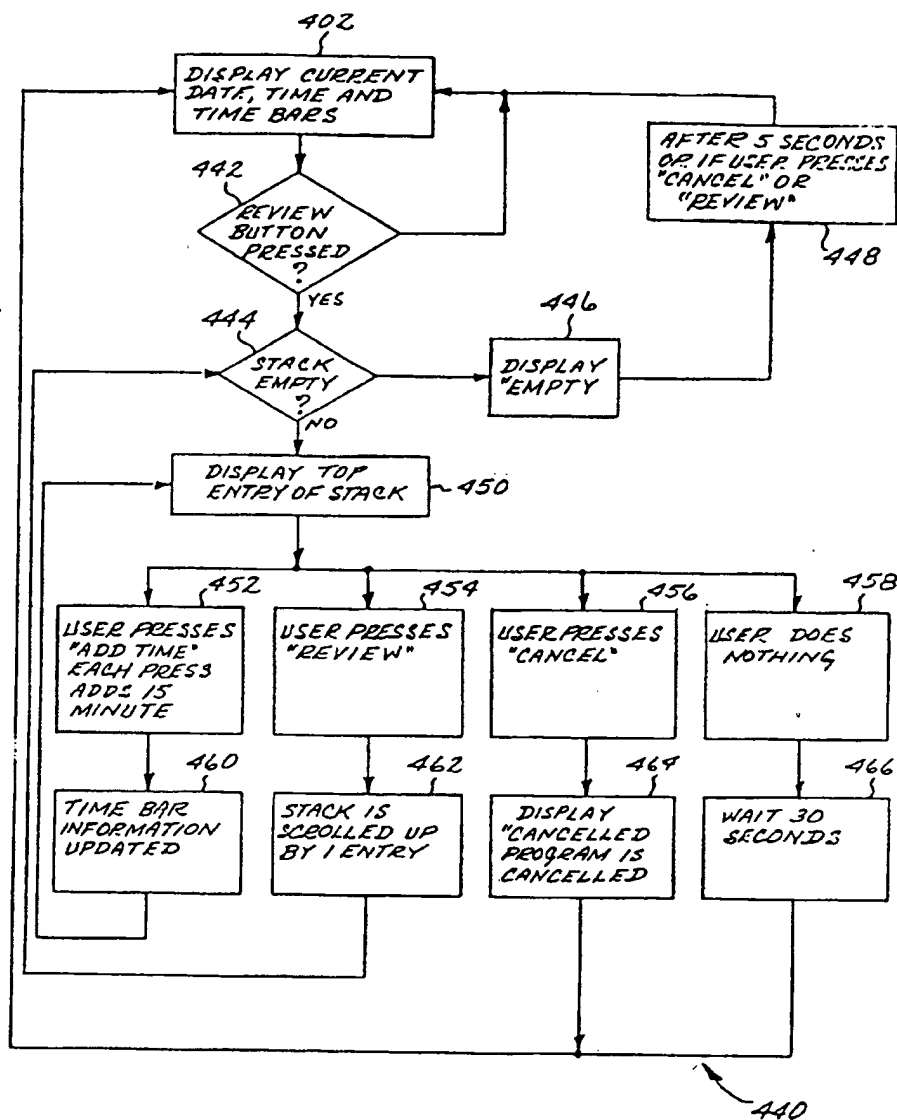 402
DISPLAY CURRENT
DATE, TIME AND
TIME BARS
442
REVIEW
BUTTON
PRESSED
?
YES
AFTER 5 SECONDS
OR IF USER PRESSES
"CANCEL" OR
"REVIEW"
448
444
STACK
EMPTY
?
NO
446
DISPLAY
"EMPTY
DISPLAY TOP
ENTRY OF STACK
450
452
USER PRESSES
"ADD TIME"
EACH PRESS
ADDS 15
MINUTE
454
USER PRESSES
"REVIEW"
456
USER PRESSES
"CANCEL"
458
USER DOES
NOTHING
460
TIME BAR
INFORMATION
UPDATED
462
STACK IS
SCROLLED UP
BY 1 ENTRY
464
DISPLAY
"CANCELLED
PROGRAM IS
CANCELLED
466
WAIT 30
SECONDS
440